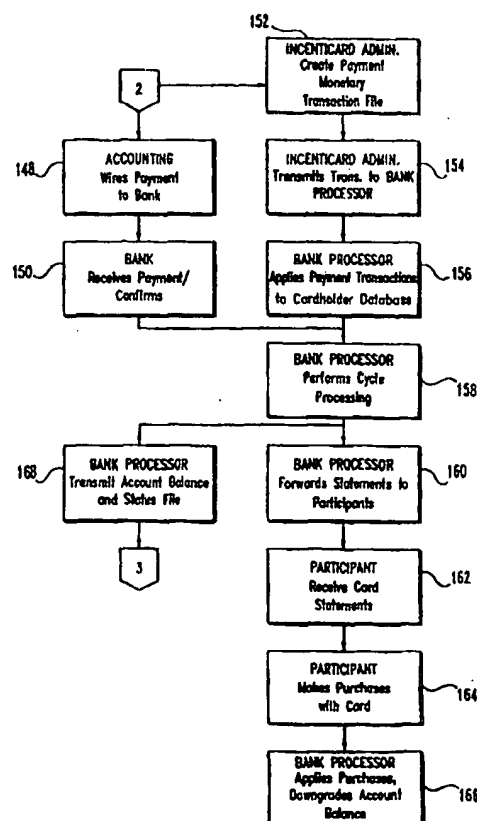 152
INCENTICARD ADMIN.
Create Payment
Monetary
Transaction File
2
148
ACCOUNTING
Wires Payment
to Bank
INCENTICARD ADMIN.
Transmits Trans. to BANK
PROCESSOR
154
150
BANK
Receives Payment/
Confirms
BANK PROCESSOR
Applies Payment Transactions
to Cardholder Database
156
BANK PROCESSOR
Performs Cycle
Processing
158
168
BANK PROCESSOR
Transmit Account Balance
and Status File
BANK PROCESSOR
Forwards Statements to
Participants
160
3
PARTICIPANT
Receive Card
Statements
162
PARTICIPANT
Makes Purchases
with Card
164
BANK PROCESSOR
Applies Purchases,
Downgrades Account
Balance
166